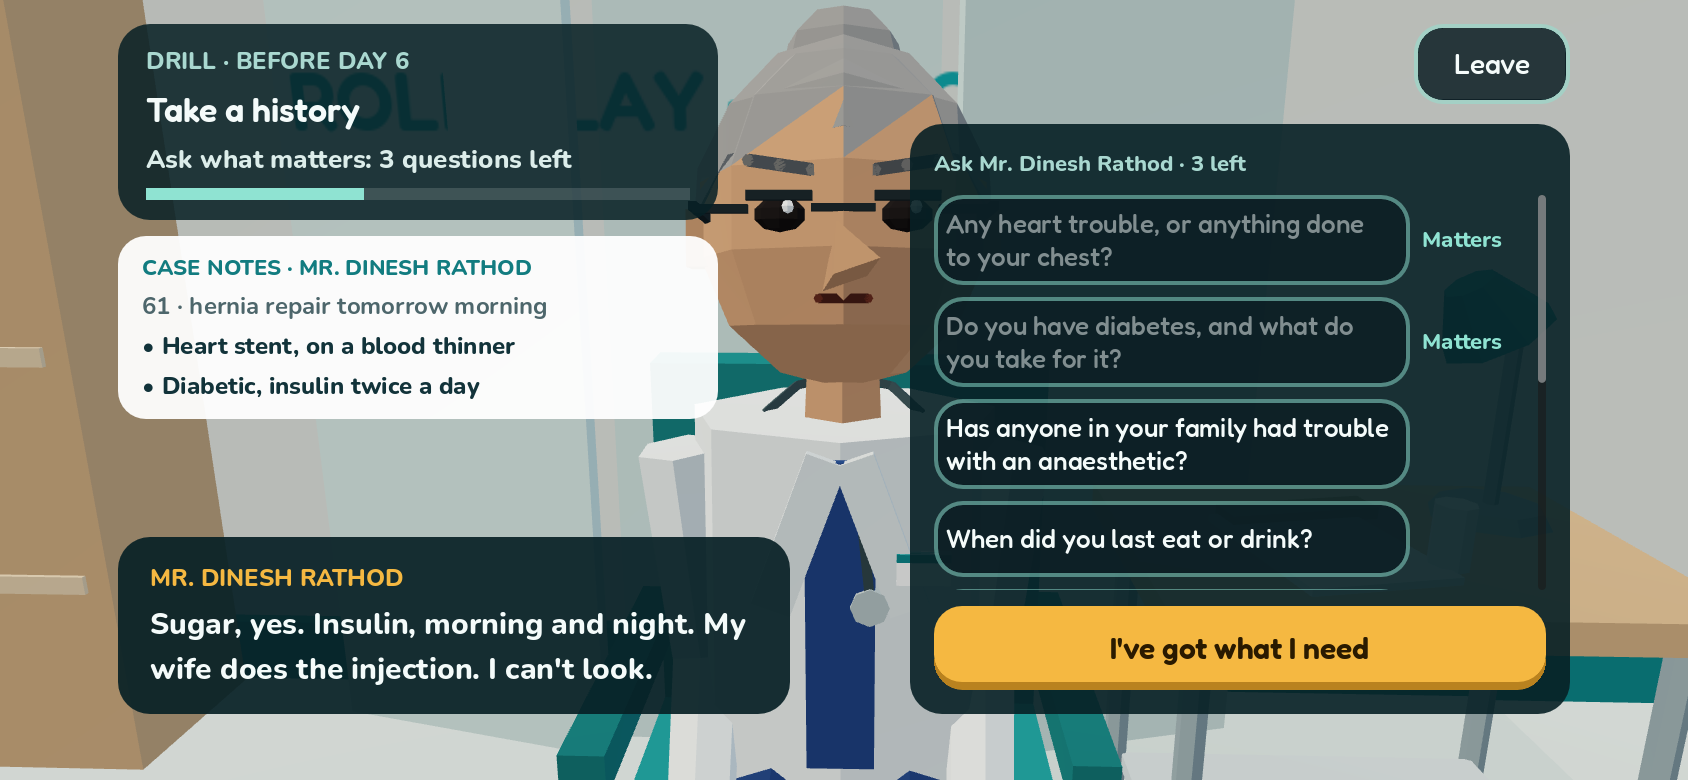 DRILL · BEFORE DAY 6
Take a history
Ask what matters: 3 questions left
CASE NOTES · MR. DINESH RATHOD
61 · hernia repair tomorrow morning
• Heart stent, on a blood thinner
• Diabetic, insulin twice a day
MR. DINESH RATHOD
Sugar, yes. Insulin, morning and night. My
wife does the injection. I can't look.
Leave
Ask Mr. Dinesh Rathod · 3 left
Any heart trouble, or anything done
to your chest?
Matters
Do you have diabetes, and what do
you take for it?
Matters
Has anyone in your family had trouble
with an anaesthetic?
When did you last eat or drink?
I've got what I need